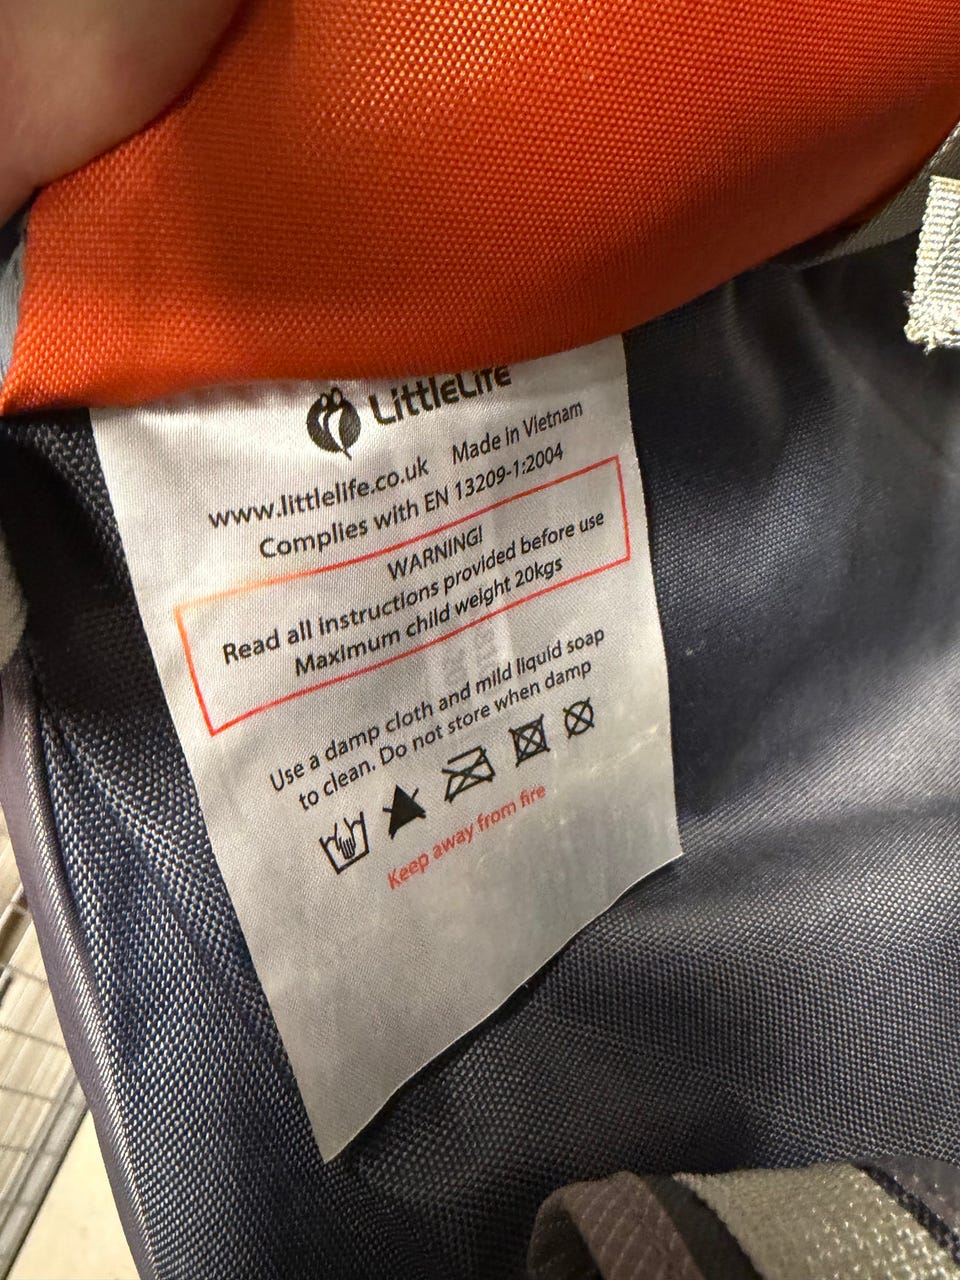 LittleLife
www.littlelife.co.uk Made in Vietnam
Complies with EN 13209-1:2004
WARNING!
Read all instructions provided before use
Maximum child weight 20kgs
Use a damp cloth and mild liquid soap
to clean. Do not store when damp
Keep away from fire